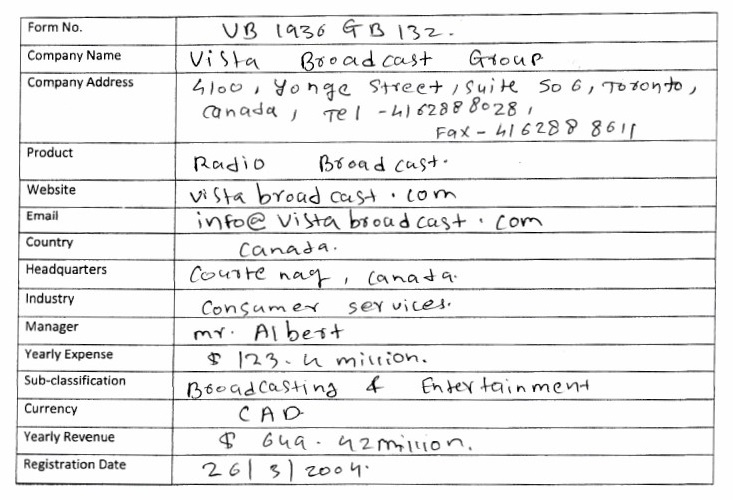 Form No. VB 1936 GB 132.
Company Name Vista Broadcast Group
Company Address 4100, Yonge Street, Suite 506, Toronto,
Canada, Tel -4162888028,
Fax - 4162888611
Product Radio Broadcast.
Website vistabroadcast.com
Email info@vistabroadcast.com
Country Canada.
Headquarters Courtenay, Canada.
Industry Consumer services.
Manager mr. Albert
Yearly Expense $ 123.4 million.
Sub-classification Broadcasting & Entertainment
Currency CAD
Yearly Revenue $ 649.42 million.
Registration Date 26/3/2004.